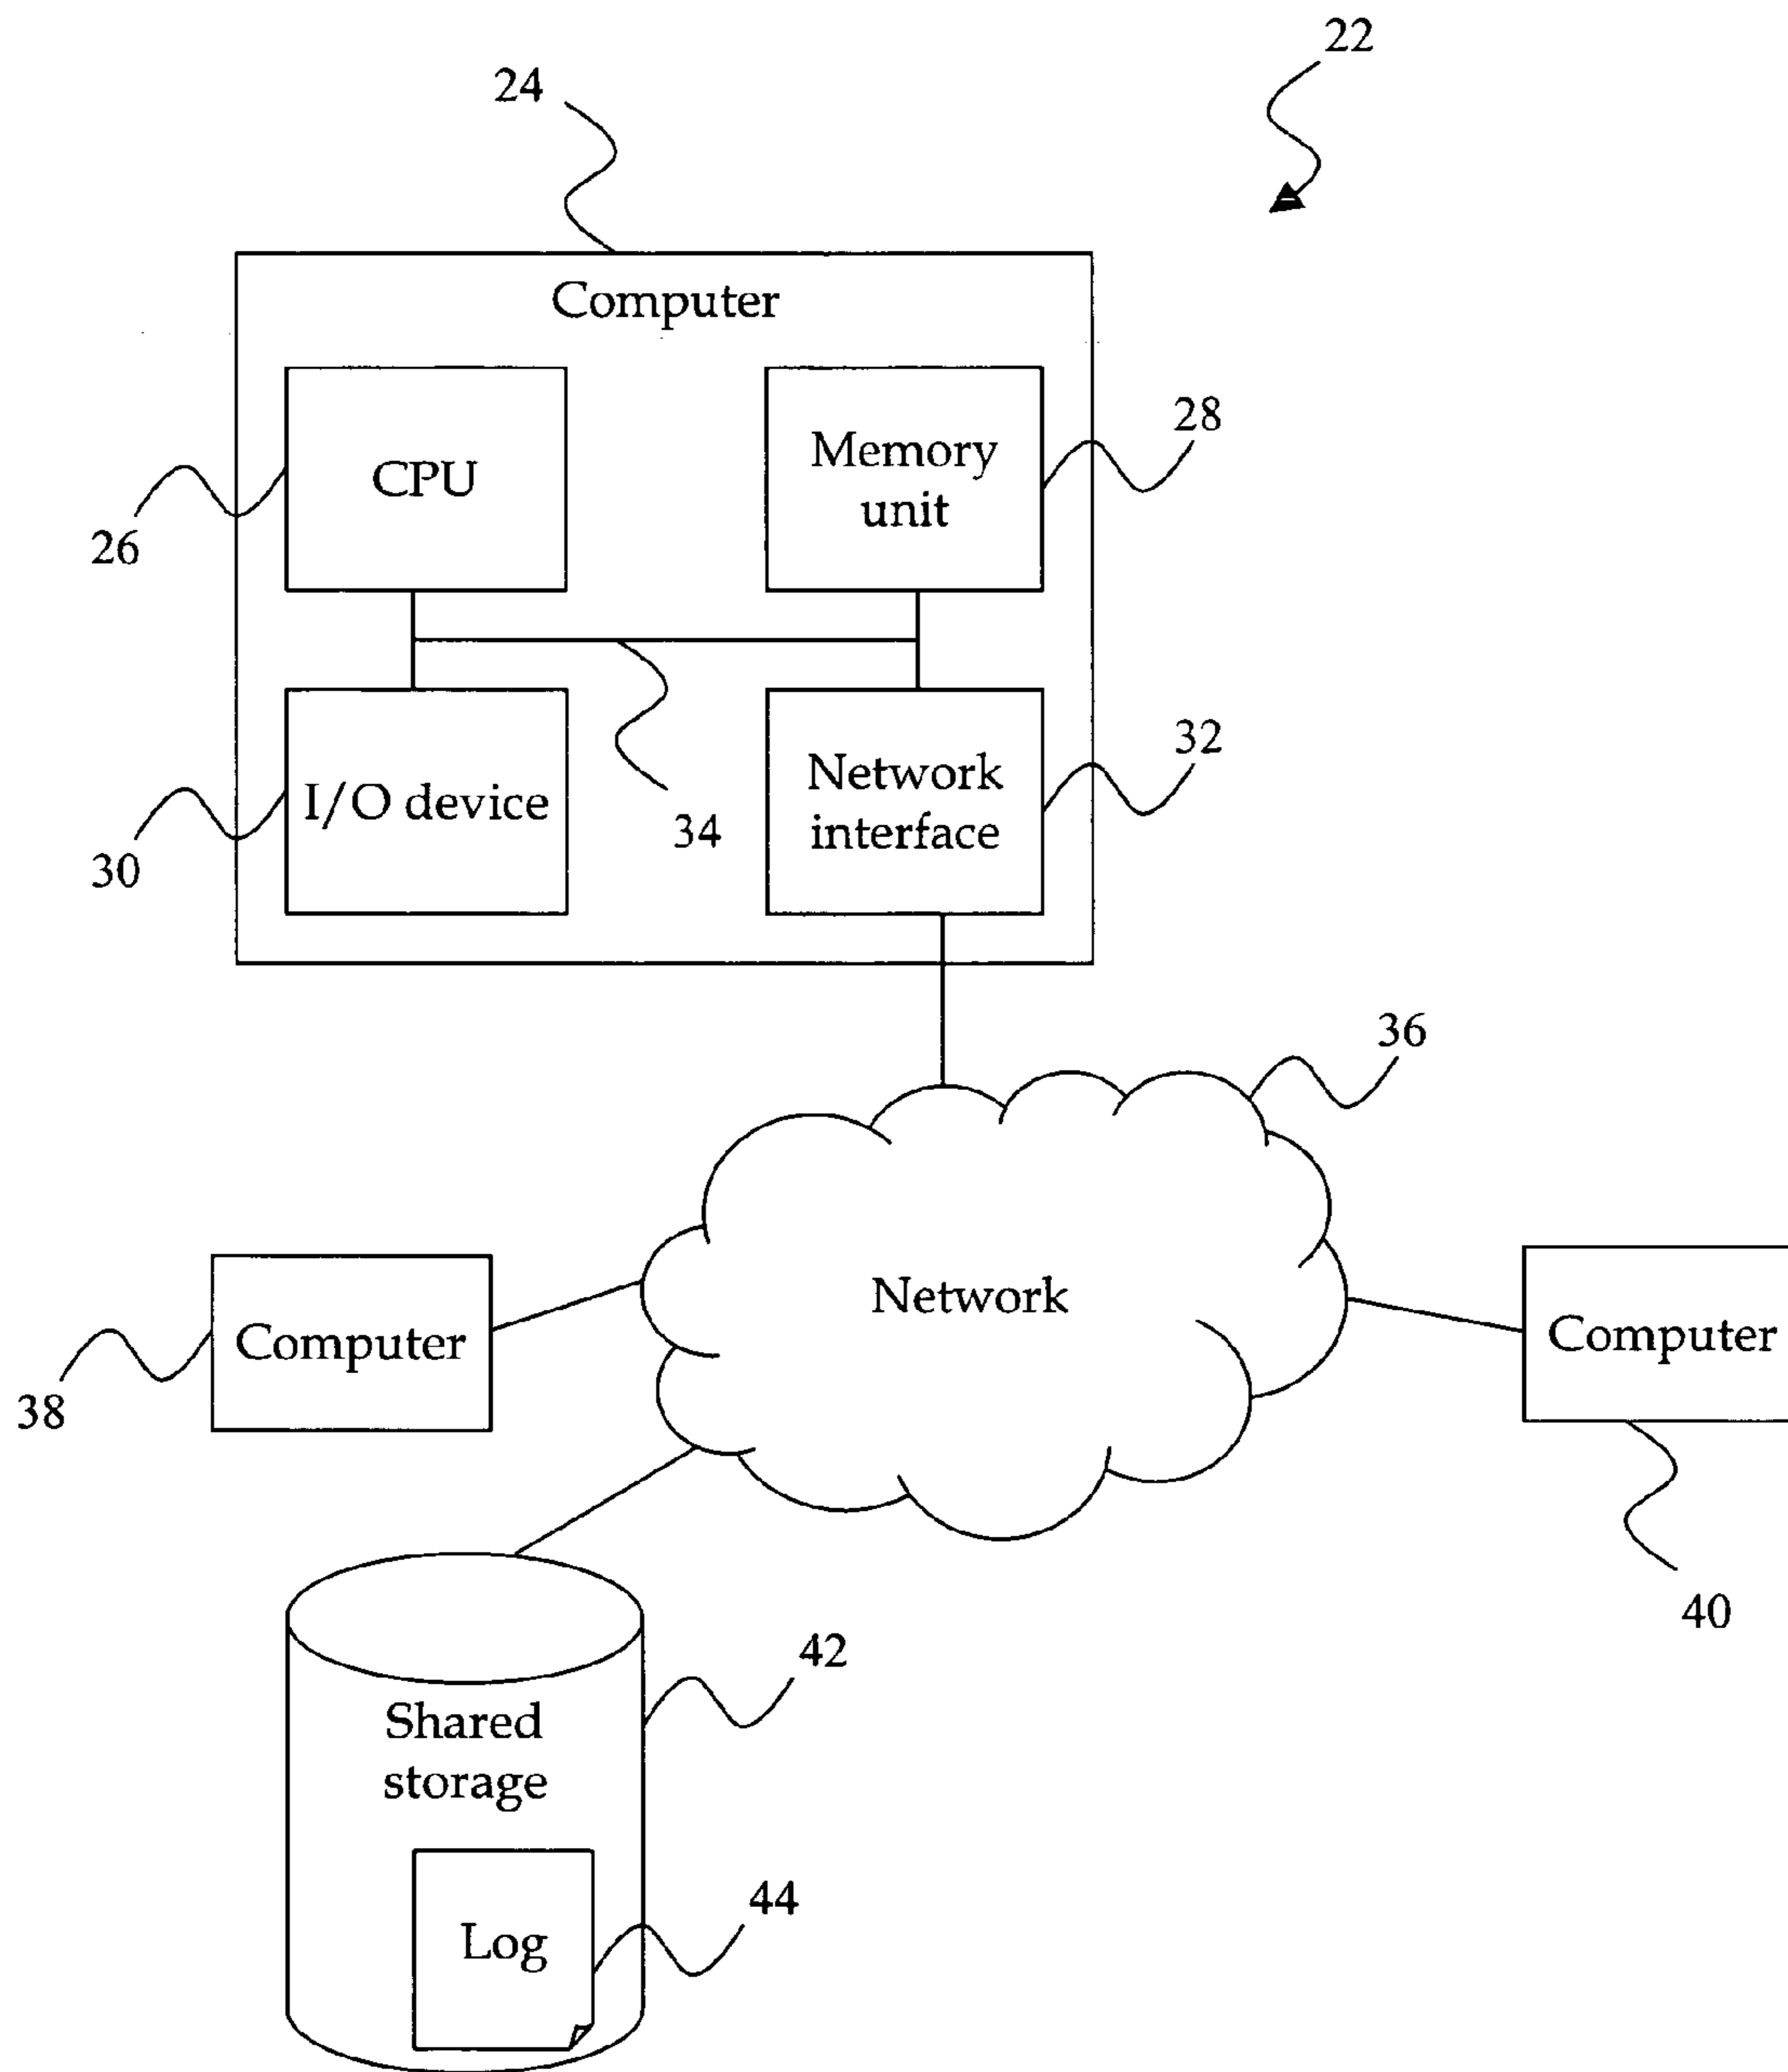 22
24
Computer
CPU
Memory
unit
28
26
I/O device
Network
interface
32
34
30
36
Network
Computer
Computer
38
40
42
Shared
storage
44
Log